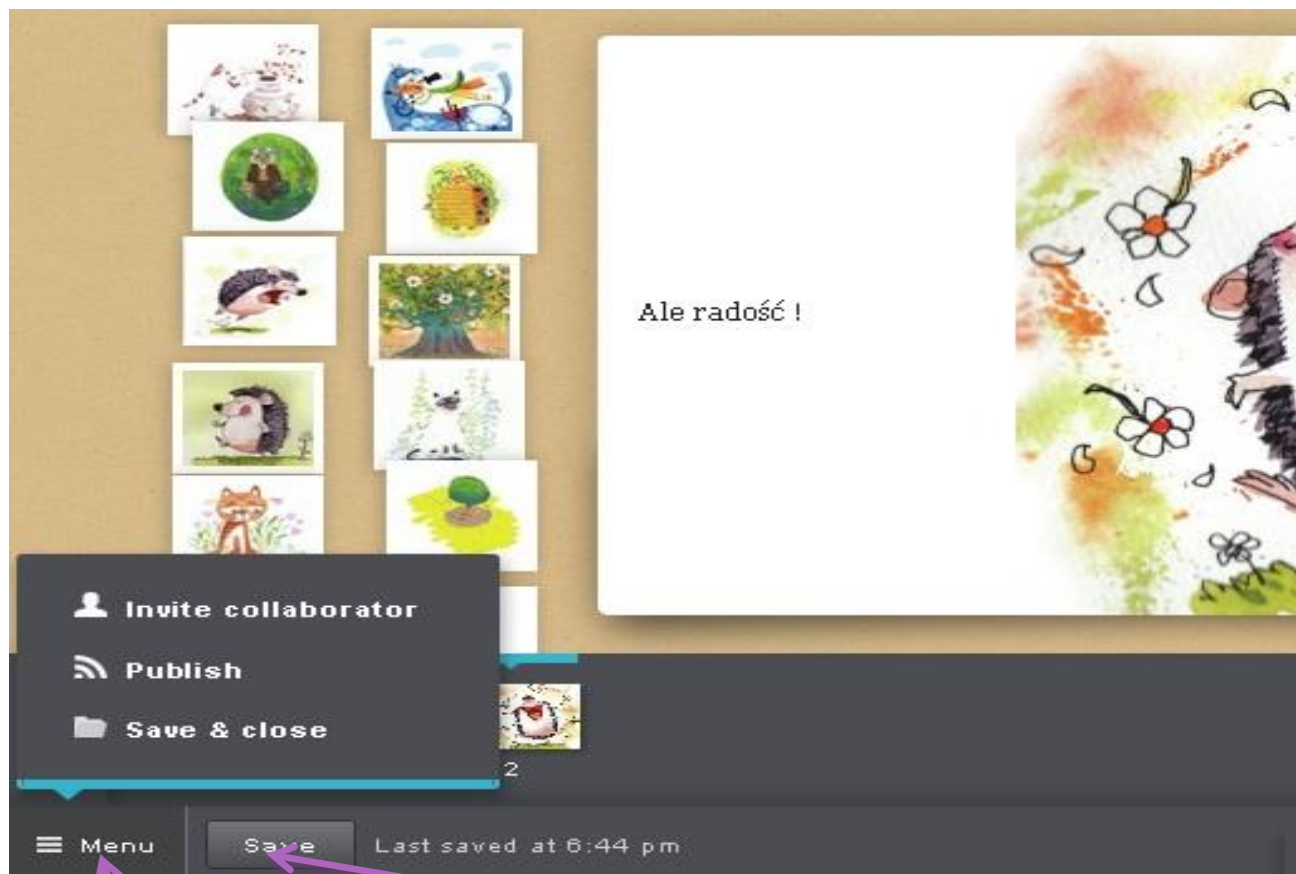 Ale radość !
Invite collaborator
Publish
Save & close
2
Menu
Save
Last saved at 6:44 pm